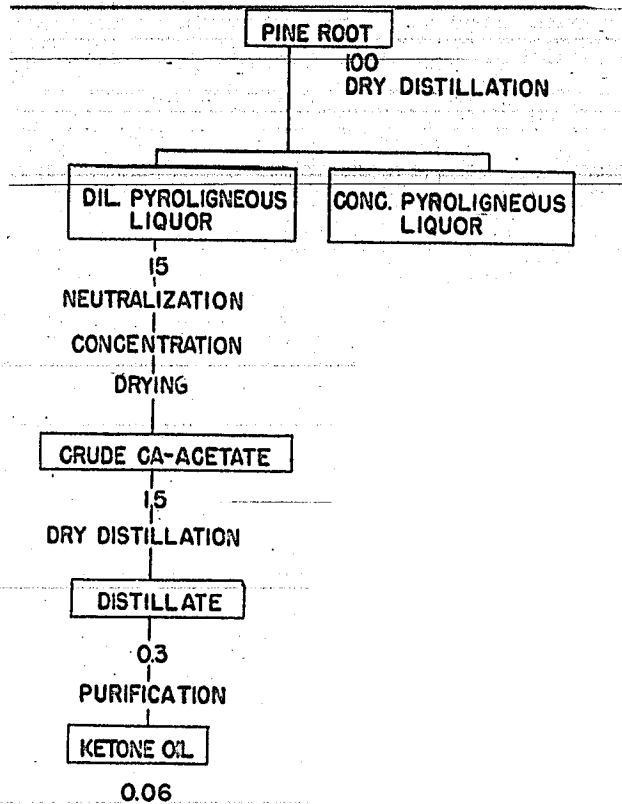 PINE ROOT
100
DRY DISTILLATION
DIL. PYROLIGNEOUS
LIQUOR
CONC. PYROLIGNEOUS
LIQUOR
15
NEUTRALIZATION
CONCENTRATION
DRYING
CRUDE CA-ACETATE
1.5
DRY DISTILLATION
DISTILLATE
0.3
PURIFICATION
KETONE OIL
0.06